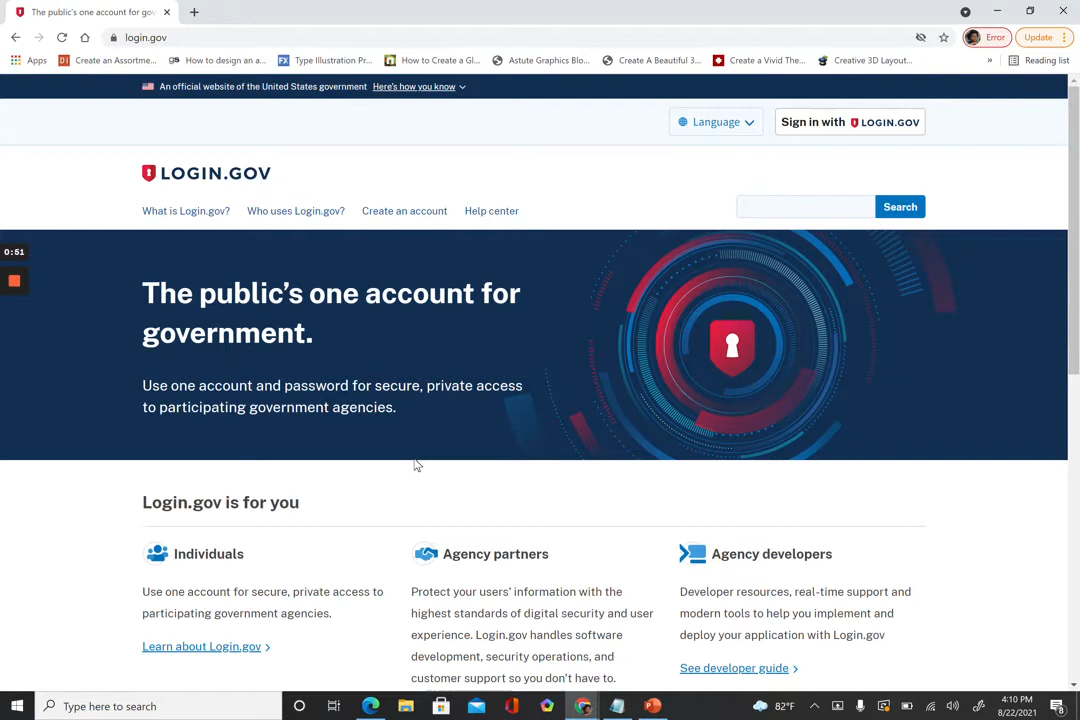 The public's one account for gov
login.gov
Error
Update
Apps
Create an Assortme...
How to design an a...
Type Illustration Pr...
How to Create a Gl...
Astute Graphics Blo...
Create A Beautiful 3...
Create a Vivid The...
Creative 3D Layout...
»
Reading list
An official website of the United States government Here's how you know
Language
Sign in with LOGIN.GOV
LOGIN.GOV
What is Login.gov?
Who uses Login.gov?
Create an account
Help center
Search
0:51
The public's one account for
government.
Use one account and password for secure, private access
to participating government agencies.
Login.gov is for you
Individuals
Use one account for secure, private access to
participating government agencies.
Learn about Login.gov
Agency partners
Protect your users' information with the
highest standards of digital security and user
experience. Login.gov handles software
development, security operations, and
customer support so you don't have to.
Agency developers
Developer resources, real-time support and
modern tools to help you implement and
deploy your application with Login.gov
See developer guide
Type here to search
82°F
4:10 PM
8/22/2021
8